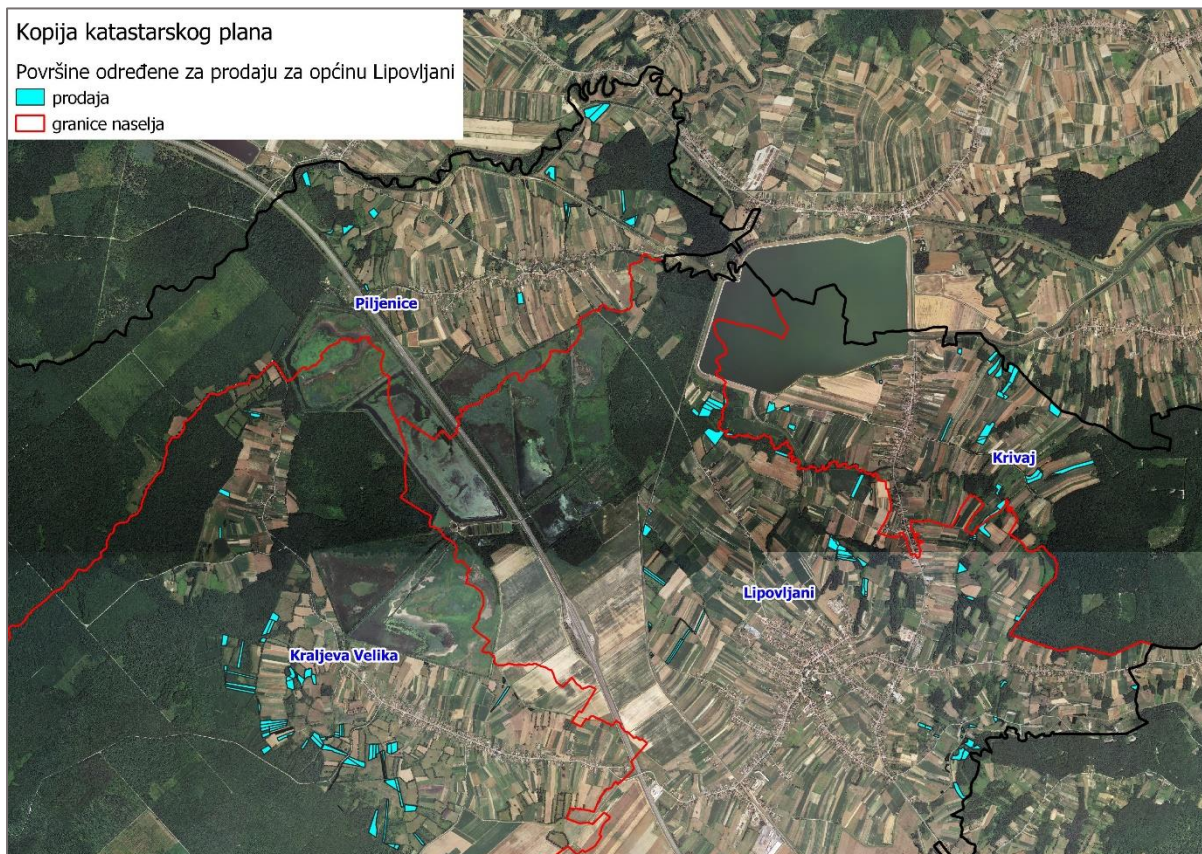 Kopija katastarskog plana
Površine određene za prodaju za općinu Lipovljani
prodaja
granice naselja
Piljenice
Krivaj
Lipovljani
Kraljeva Velika